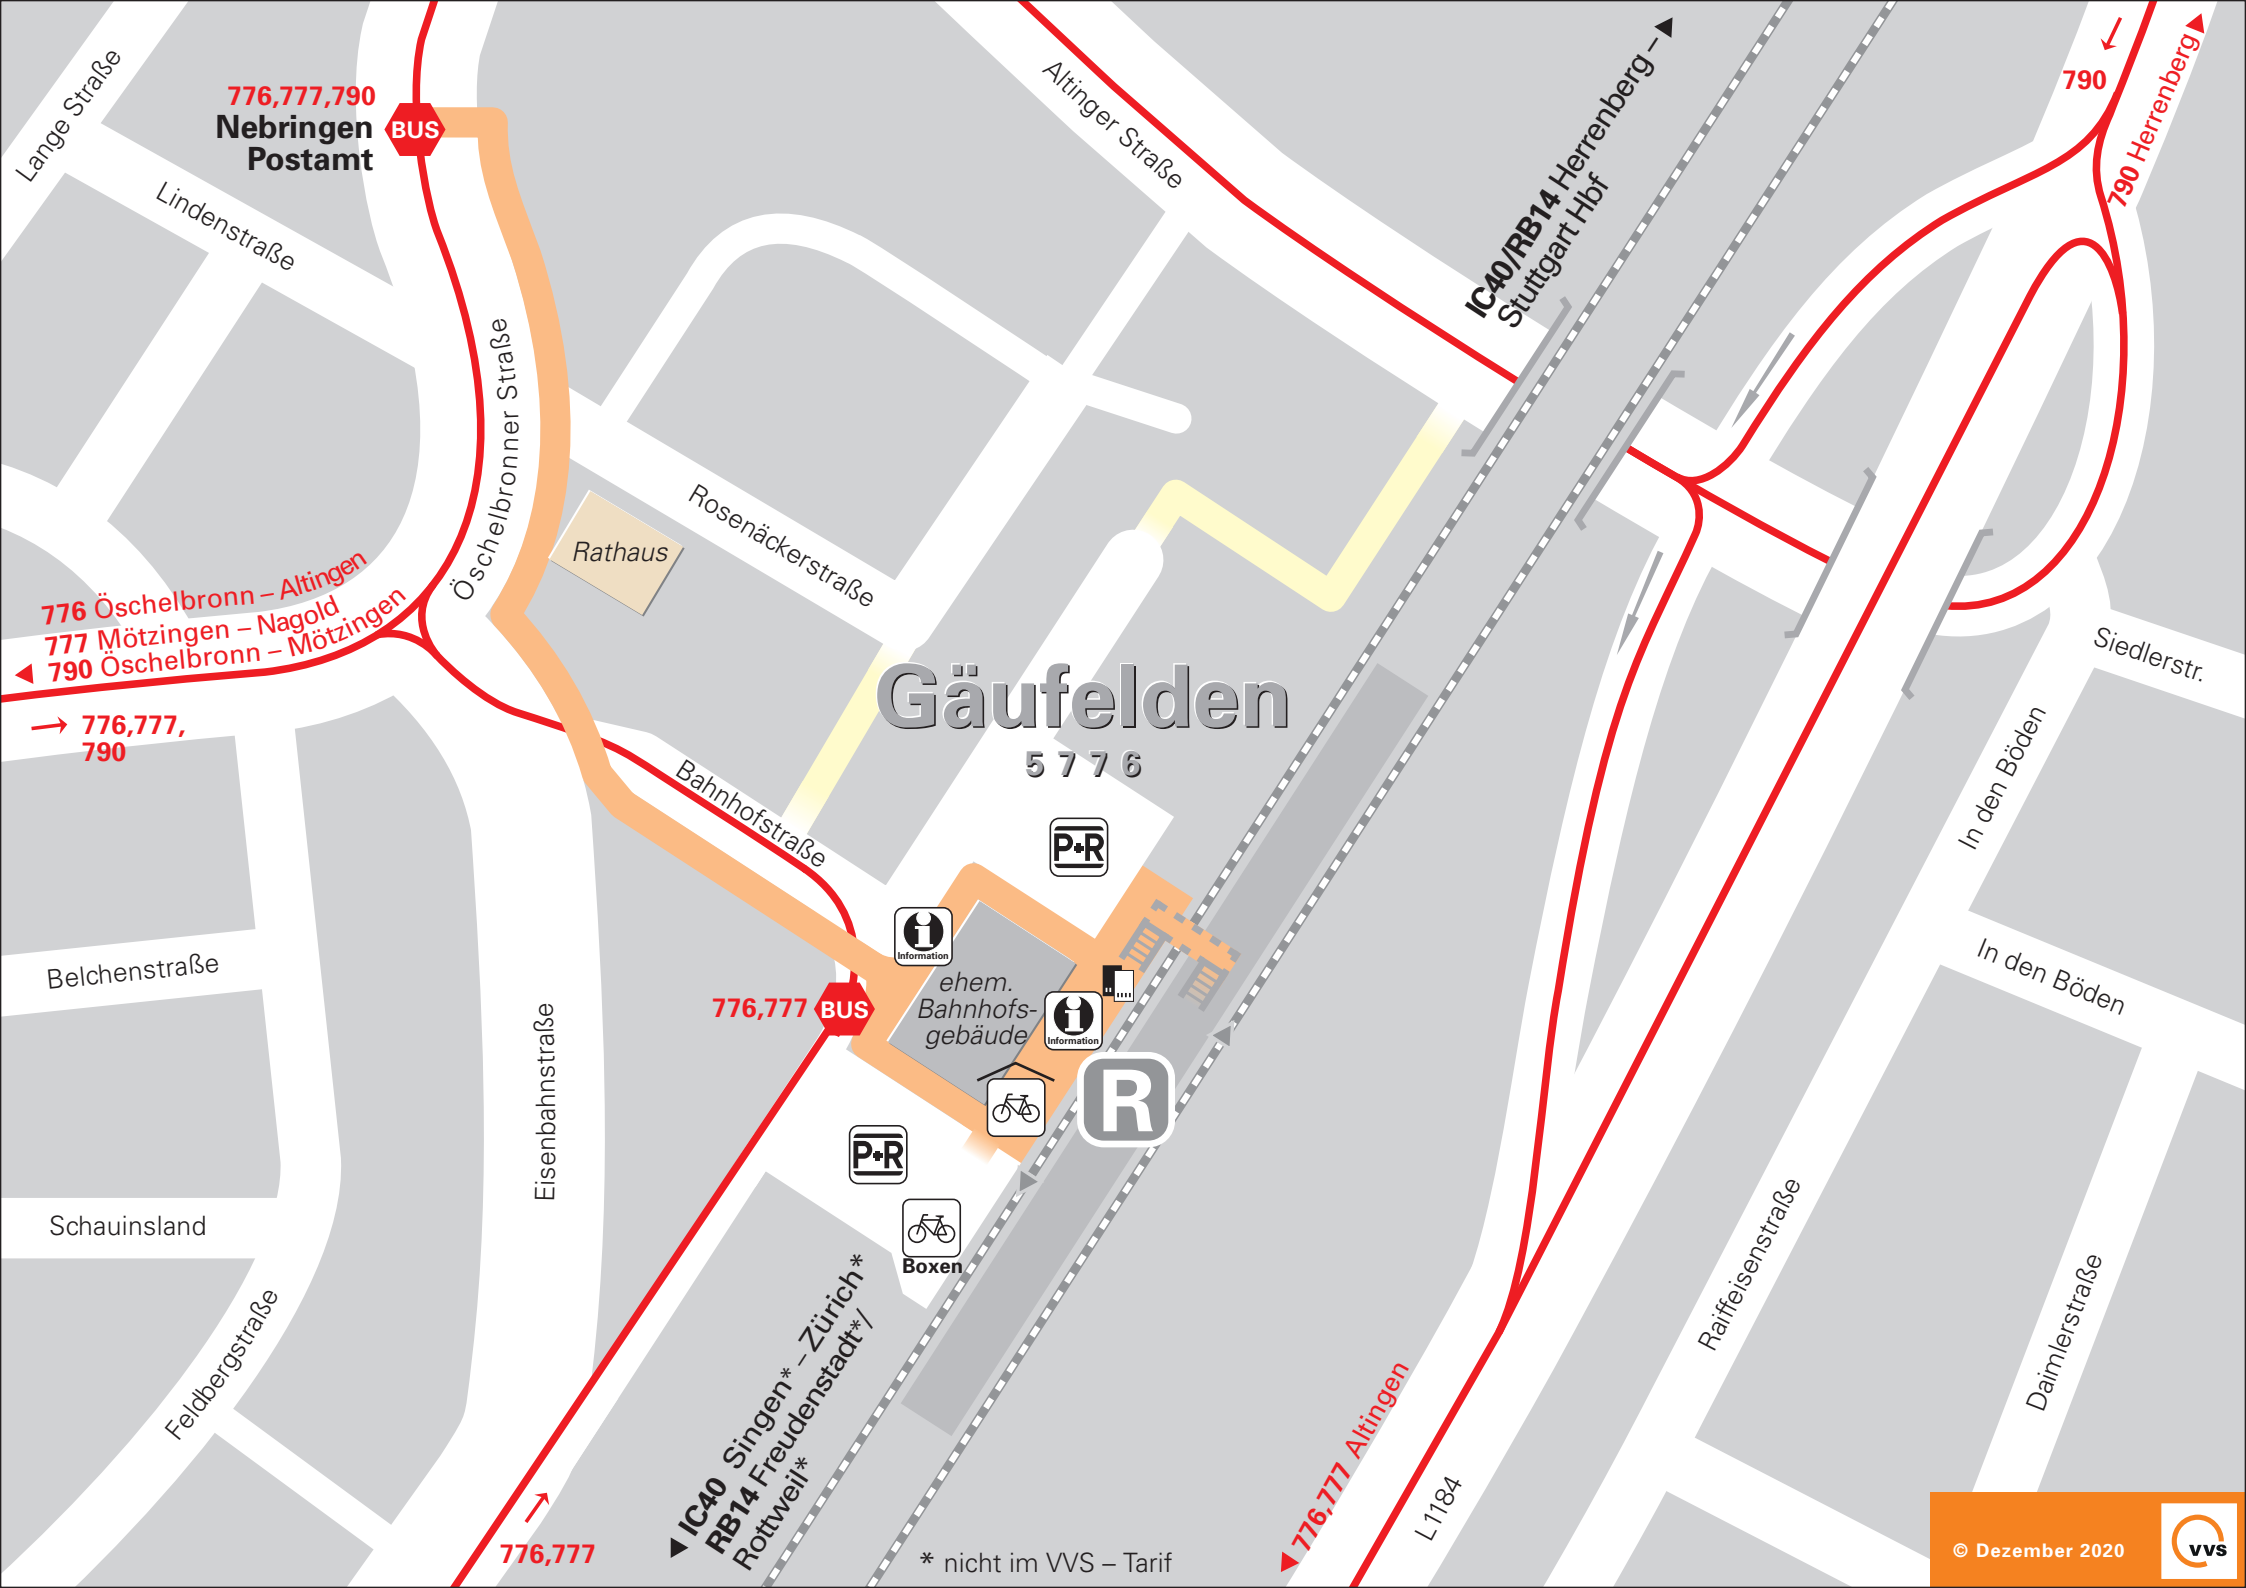 Lange Straße
776,777,790
Nebringen
Postamt
BUS
Lindenstraße
Altinger Straße
IC40/RB14 Herrenberg –
Stuttgart Hbf
790
790 Herrenberg
Öschelbronner Straße
Rathaus
Rosenäckerstraße
776 Öschelbronn – Altingen
777 Mötzingen – Nagold
790 Öschelbronn – Mötzingen
776,777,
790
Gäufelden
5776
Siedlerstr.
In den Böden
Bahnhofstraße
P+R
i
Information
In den Böden
Belchenstraße
776,777
BUS
ehem.
Bahnhofs-
gebäude
i
Information
R
Eisenbahnstraße
P+R
Schauinsland
Boxen
Feldbergstraße
Raiffeisenstraße
Daimlerstraße
IC40 Singen* – Zürich*
RB14 Freudenstadt*/
Rottweil*
776,777 Altingen
L1184
776,777
* nicht im VVS – Tarif
© Dezember 2020
VVS